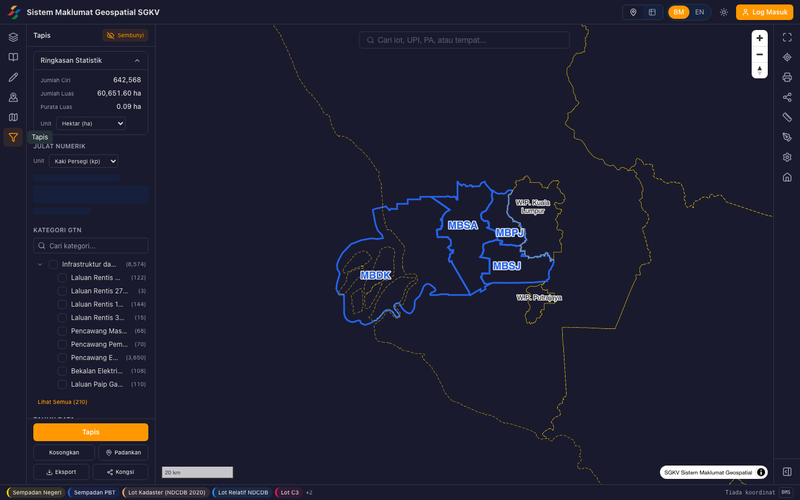 Sistem Maklumat Geospatial SGKV
BM
EN
Log Masuk
Tapis
Sembunyi
Cari lot, UPI, PA, atau tempat...
Ringkasan Statistik
Jumlah Ciri 642,568
Jumlah Luas 60,651.60 ha
Purata Luas 0.09 ha
Unit Hektar (ha)
Tapis
JULAT NUMERIK
Unit Kaki Persegi (kp)
KATEGORI GTN
Cari kategori...
Infrastruktur da... (8,574)
Laluan Rentis ... (122)
Laluan Rentis 27... (3)
Laluan Rentis 1... (144)
Laluan Rentis 3... (15)
Pencawang Mas... (68)
Pencawang Pem... (70)
Pencawang E... (3,650)
Bekalan Elektri... (108)
Laluan Paip Ga... (110)
Lihat Semua (210)
Tapis
Kosongkan
Padankan
Eksport
Kongsi
W.P. Kuala
Lumpur
MBSA
MBPJ
MBSJ
MBDK
W.P. Putrajaya
20 km
SGKV Sistem Maklumat Geospatial
Sempadan Negeri
Sempadan PBT
Lot Kadaster (NDCDB 2020)
Lot Relatif NDCDB
Lot C3
+2
Tiada koordinat
BMS